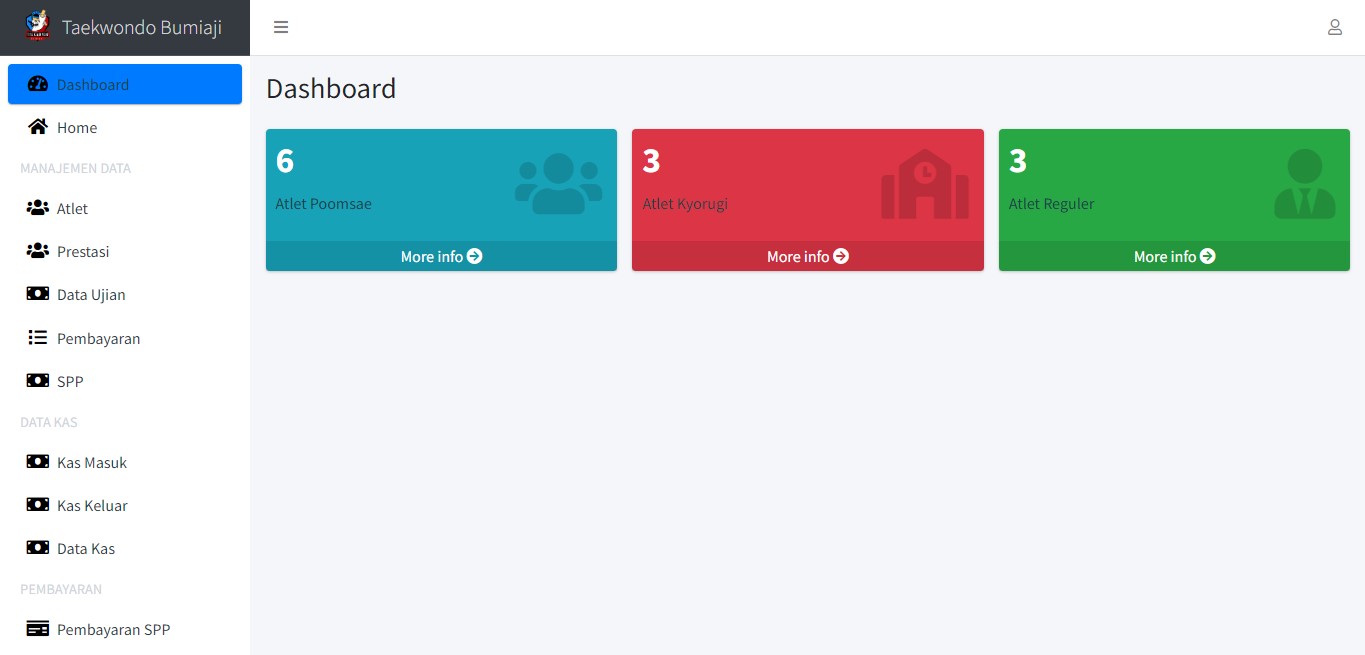 Taekwondo Bumiaji
Dashboard
Home
MANAJEMEN DATA
Atlet
Prestasi
Data Ujian
Pembayaran
SPP
DATA KAS
Kas Masuk
Kas Keluar
Data Kas
PEMBAYARAN
Pembayaran SPP
Dashboard
6
Atlet Poomsae
More info
3
Atlet Kyorugi
More info
3
Atlet Reguler
More info